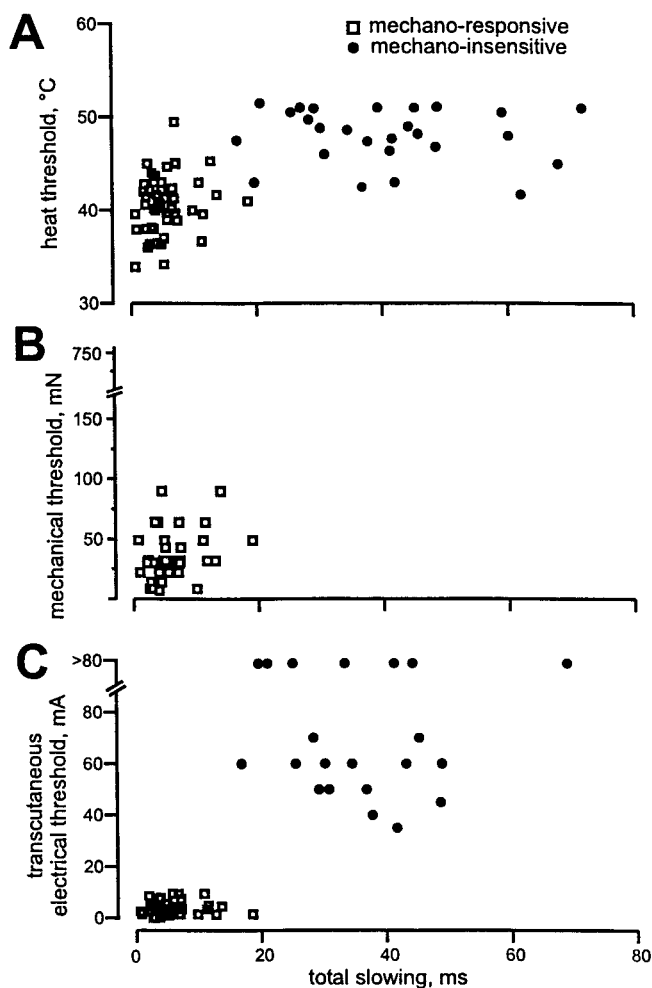 A
60
50
40
30
heat threshold, °C
mechano-responsive
mechano-insensitive
B
750
150
100
50
mechanical threshold, mN
C
>80
80
60
40
20
0
transcutaneous
electrical threshold, mA
0 20 40 60 80
total slowing, ms